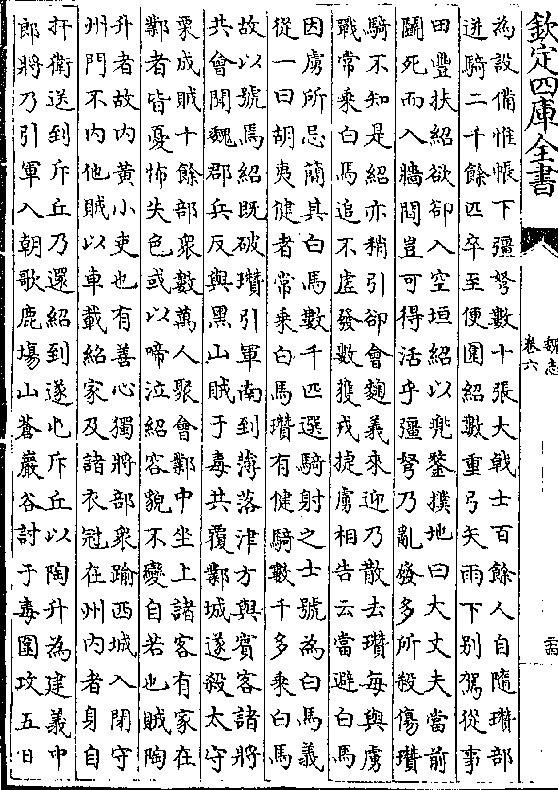 欽定四庫全書
魏志
卷六
為設備惟帳下彊弩數十張大戟士百餘人自隨瓚部
迸騎二千餘匹卒至便圍紹數重弓矢雨下别駕從事
田豐扶紹欲卻入空垣紹以兜鍪撲地曰大丈夫當前
鬬死而入牆間豈可得活乎彊弩乃亂發多所殺傷瓚
騎不知是紹亦稍引卻會麴義來迎乃散去瓚每與虜
戰常乘白馬追不虛發數獲戎捷虜相告云當避白馬
因虜所忌簡其白馬數千匹選騎射之士號為白馬義
從一曰胡夷健者常乘白馬瓚有健騎數千多乘白馬
故以號焉紹既破瓚引軍南到薄落津方與賓客諸將
共會聞魏郡兵反與黑山賊于毒共覆鄴城遂殺太守
栗成賊十餘部衆數萬人聚會鄴中坐上諸客有家在
鄴者皆憂怖失色或以啼泣紹容貌不變自若也賊陶
升者故内黄小吏也有善心獨將部衆踰西城入閉守
州門不内他賊以車載紹家及諸衣冠在州内者身自
扞衛送到斥丘乃還紹到遂屯斥丘以陶升為建義中
郎將乃引軍入朝歌鹿場山蒼巖谷討于毒圍攻五日